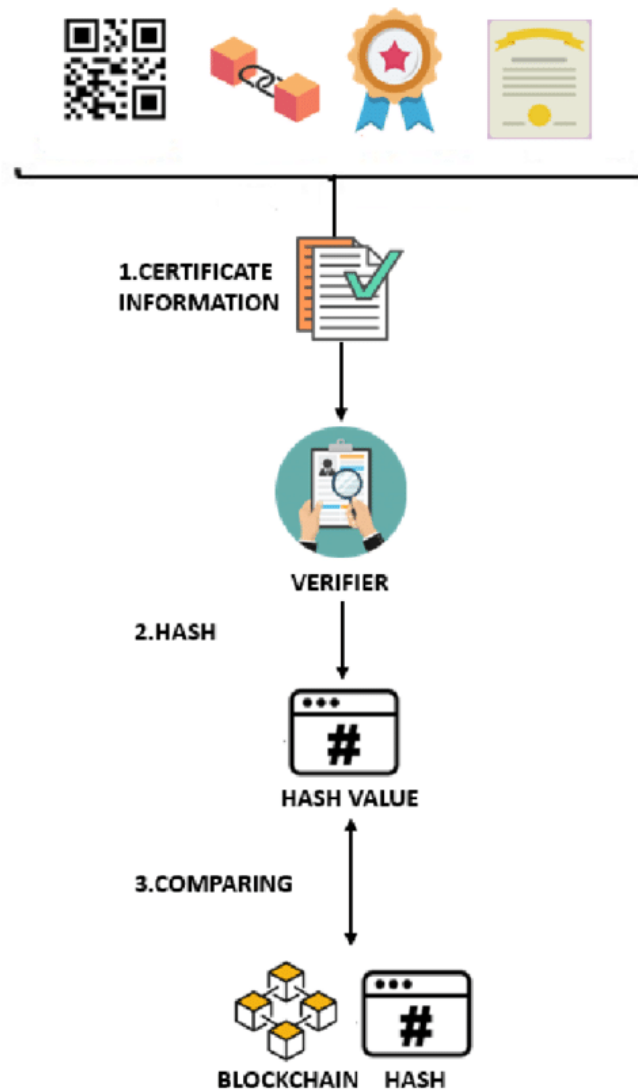 1.CERTIFICATE
INFORMATION
VERIFIER
2.HASH
#
HASH VALUE
3.COMPARING
#
BLOCKCHAIN HASH